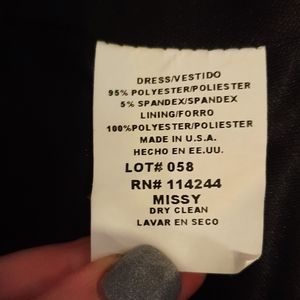 DRESS/VESTIDO
95% POLYESTER/POLIESTER
5% SPANDEX/SPANDEX
LINING/FORRO
100%POLYESTER/POLIESTER
MADE IN U.S.A.
HECHO EN EE.UU.
LOT# 058
RN# 114244
MISSY
DRY CLEAN
LAVAR EN SECO